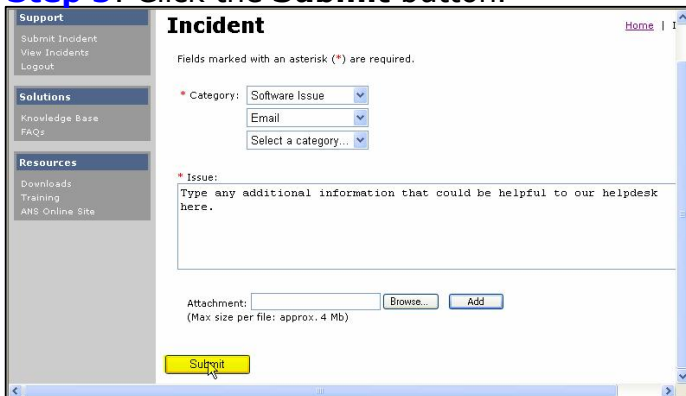 Step 5: Click the Submit button.
Support
Submit Incident
View Incidents
Logout
Solutions
Knowledge Base
FAQs
Resources
Downloads
Training
ANS Online Site
Incident
Home |
Fields marked with an asterisk (*) are required.
* Category: Software Issue
Email
Select a category...
* Issue:
Type any additional information that could be helpful to our helpdesk
here.
Attachment: Browse... Add
(Max size per file: approx. 4 Mb)
Submit